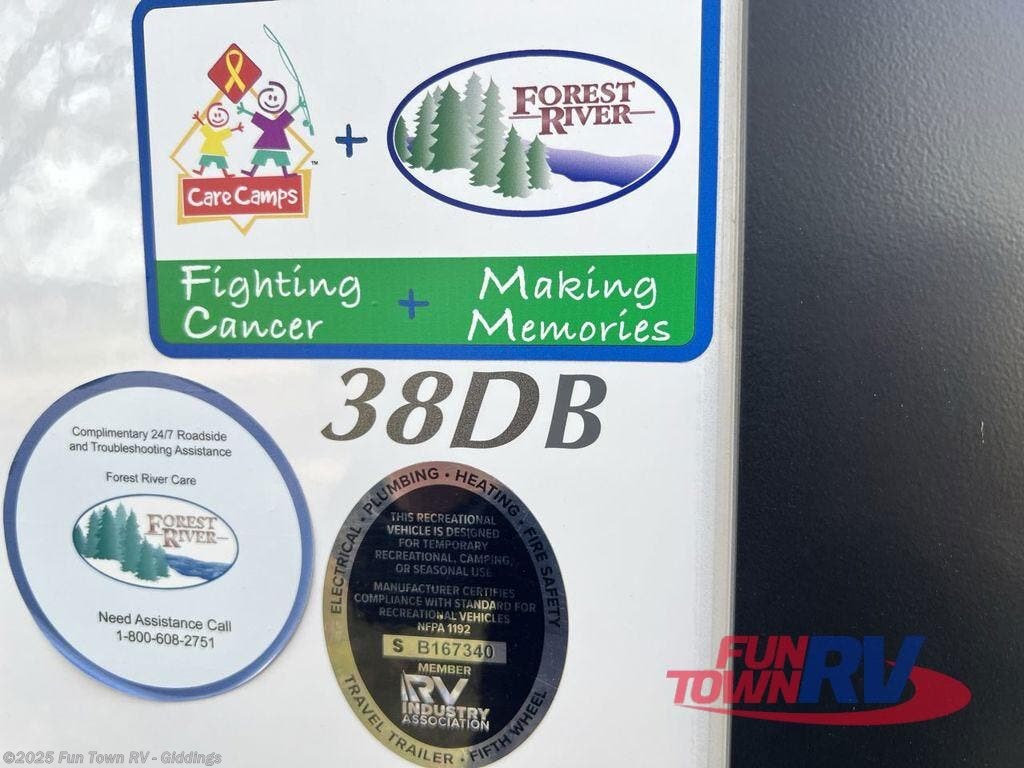 CareCamps
™
+
FOREST
RIVER
Fighting
Cancer
+
Making
Memories
38DB
Complimentary 24/7 Roadside
and Troubleshooting Assistance
Forest River Care
FOREST
RIVER
Need Assistance Call
1-800-608-2751
ELECTRICAL • PLUMBING • HEATING • FIRE SAFETY
THIS RECREATIONAL
VEHICLE IS DESIGNED
FOR TEMPORARY
RECREATIONAL, CAMPING,
OR SEASONAL USE
MANUFACTURER CERTIFIES
COMPLIANCE WITH STANDARD FOR
RECREATIONAL VEHICLES
NFPA 1192
S B167340
MEMBER
RV
INDUSTRY
ASSOCIATION
TRAVEL TRAILER • FIFTH WHEEL
FUN
TOWN RV
©2025 Fun Town RV - Giddings